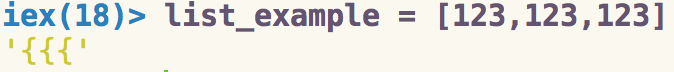 iex(18)> list_example = [123,123,123]
'{{{'